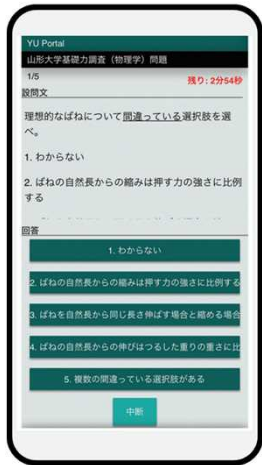 YU Portal
山形大学基礎力調査（物理学）問題
1/5
残り: 2分54秒
設問文
理想的なばねについて間違っている選択肢を選
べ。
1. わからない
2. ばねの自然長からの縮みは押す力の強さに比例
する
回答
1. わからない
2. ばねの自然長からの縮みは押す力の強さに比例する
3. ばねを自然長から同じ長さ伸ばす場合と縮める場合
4. ばねの自然長からの伸びはつるした重りの重さに比
5. 複数の間違っている選択肢がある
中断